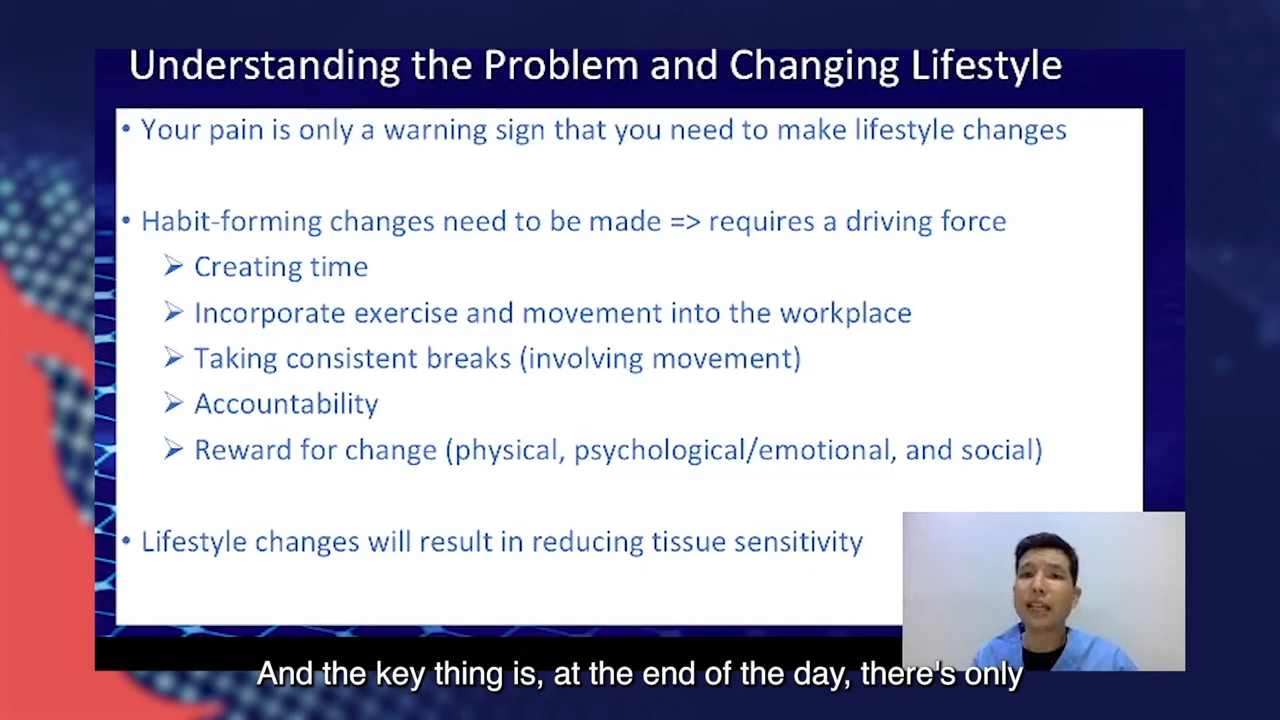 Understanding the Problem and Changing Lifestyle
• Your pain is only a warning sign that you need to make lifestyle changes
• Habit-forming changes need to be made => requires a driving force
➢ Creating time
➢ Incorporate exercise and movement into the workplace
➢ Taking consistent breaks (involving movement)
➢ Accountability
➢ Reward for change (physical, psychological/emotional, and social)
• Lifestyle changes will result in reducing tissue sensitivity
And the key thing is, at the end of the day, there's only